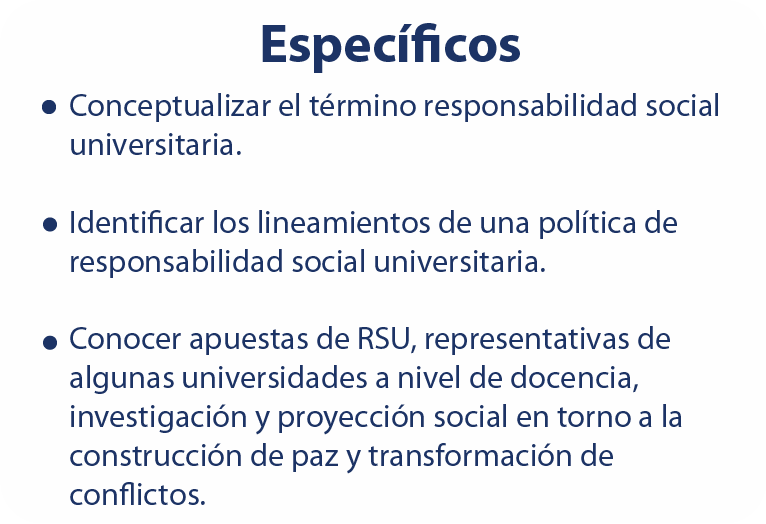 Específicos
• Conceptualizar el término responsabilidad social
universitaria.
• Identificar los lineamientos de una política de
responsabilidad social universitaria.
• Conocer apuestas de RSU, representativas de
algunas universidades a nivel de docencia,
investigación y proyección social en torno a la
construcción de paz y transformación de
conflictos.